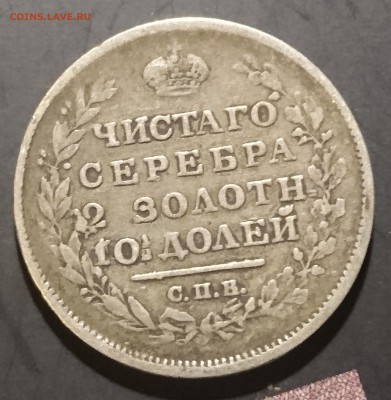 COINS.LAVE.RU
ЧИСТАГО
СЕРЕБРА
2 ЗОЛОТН
10½ ДОЛЕЙ
С.П.Б.